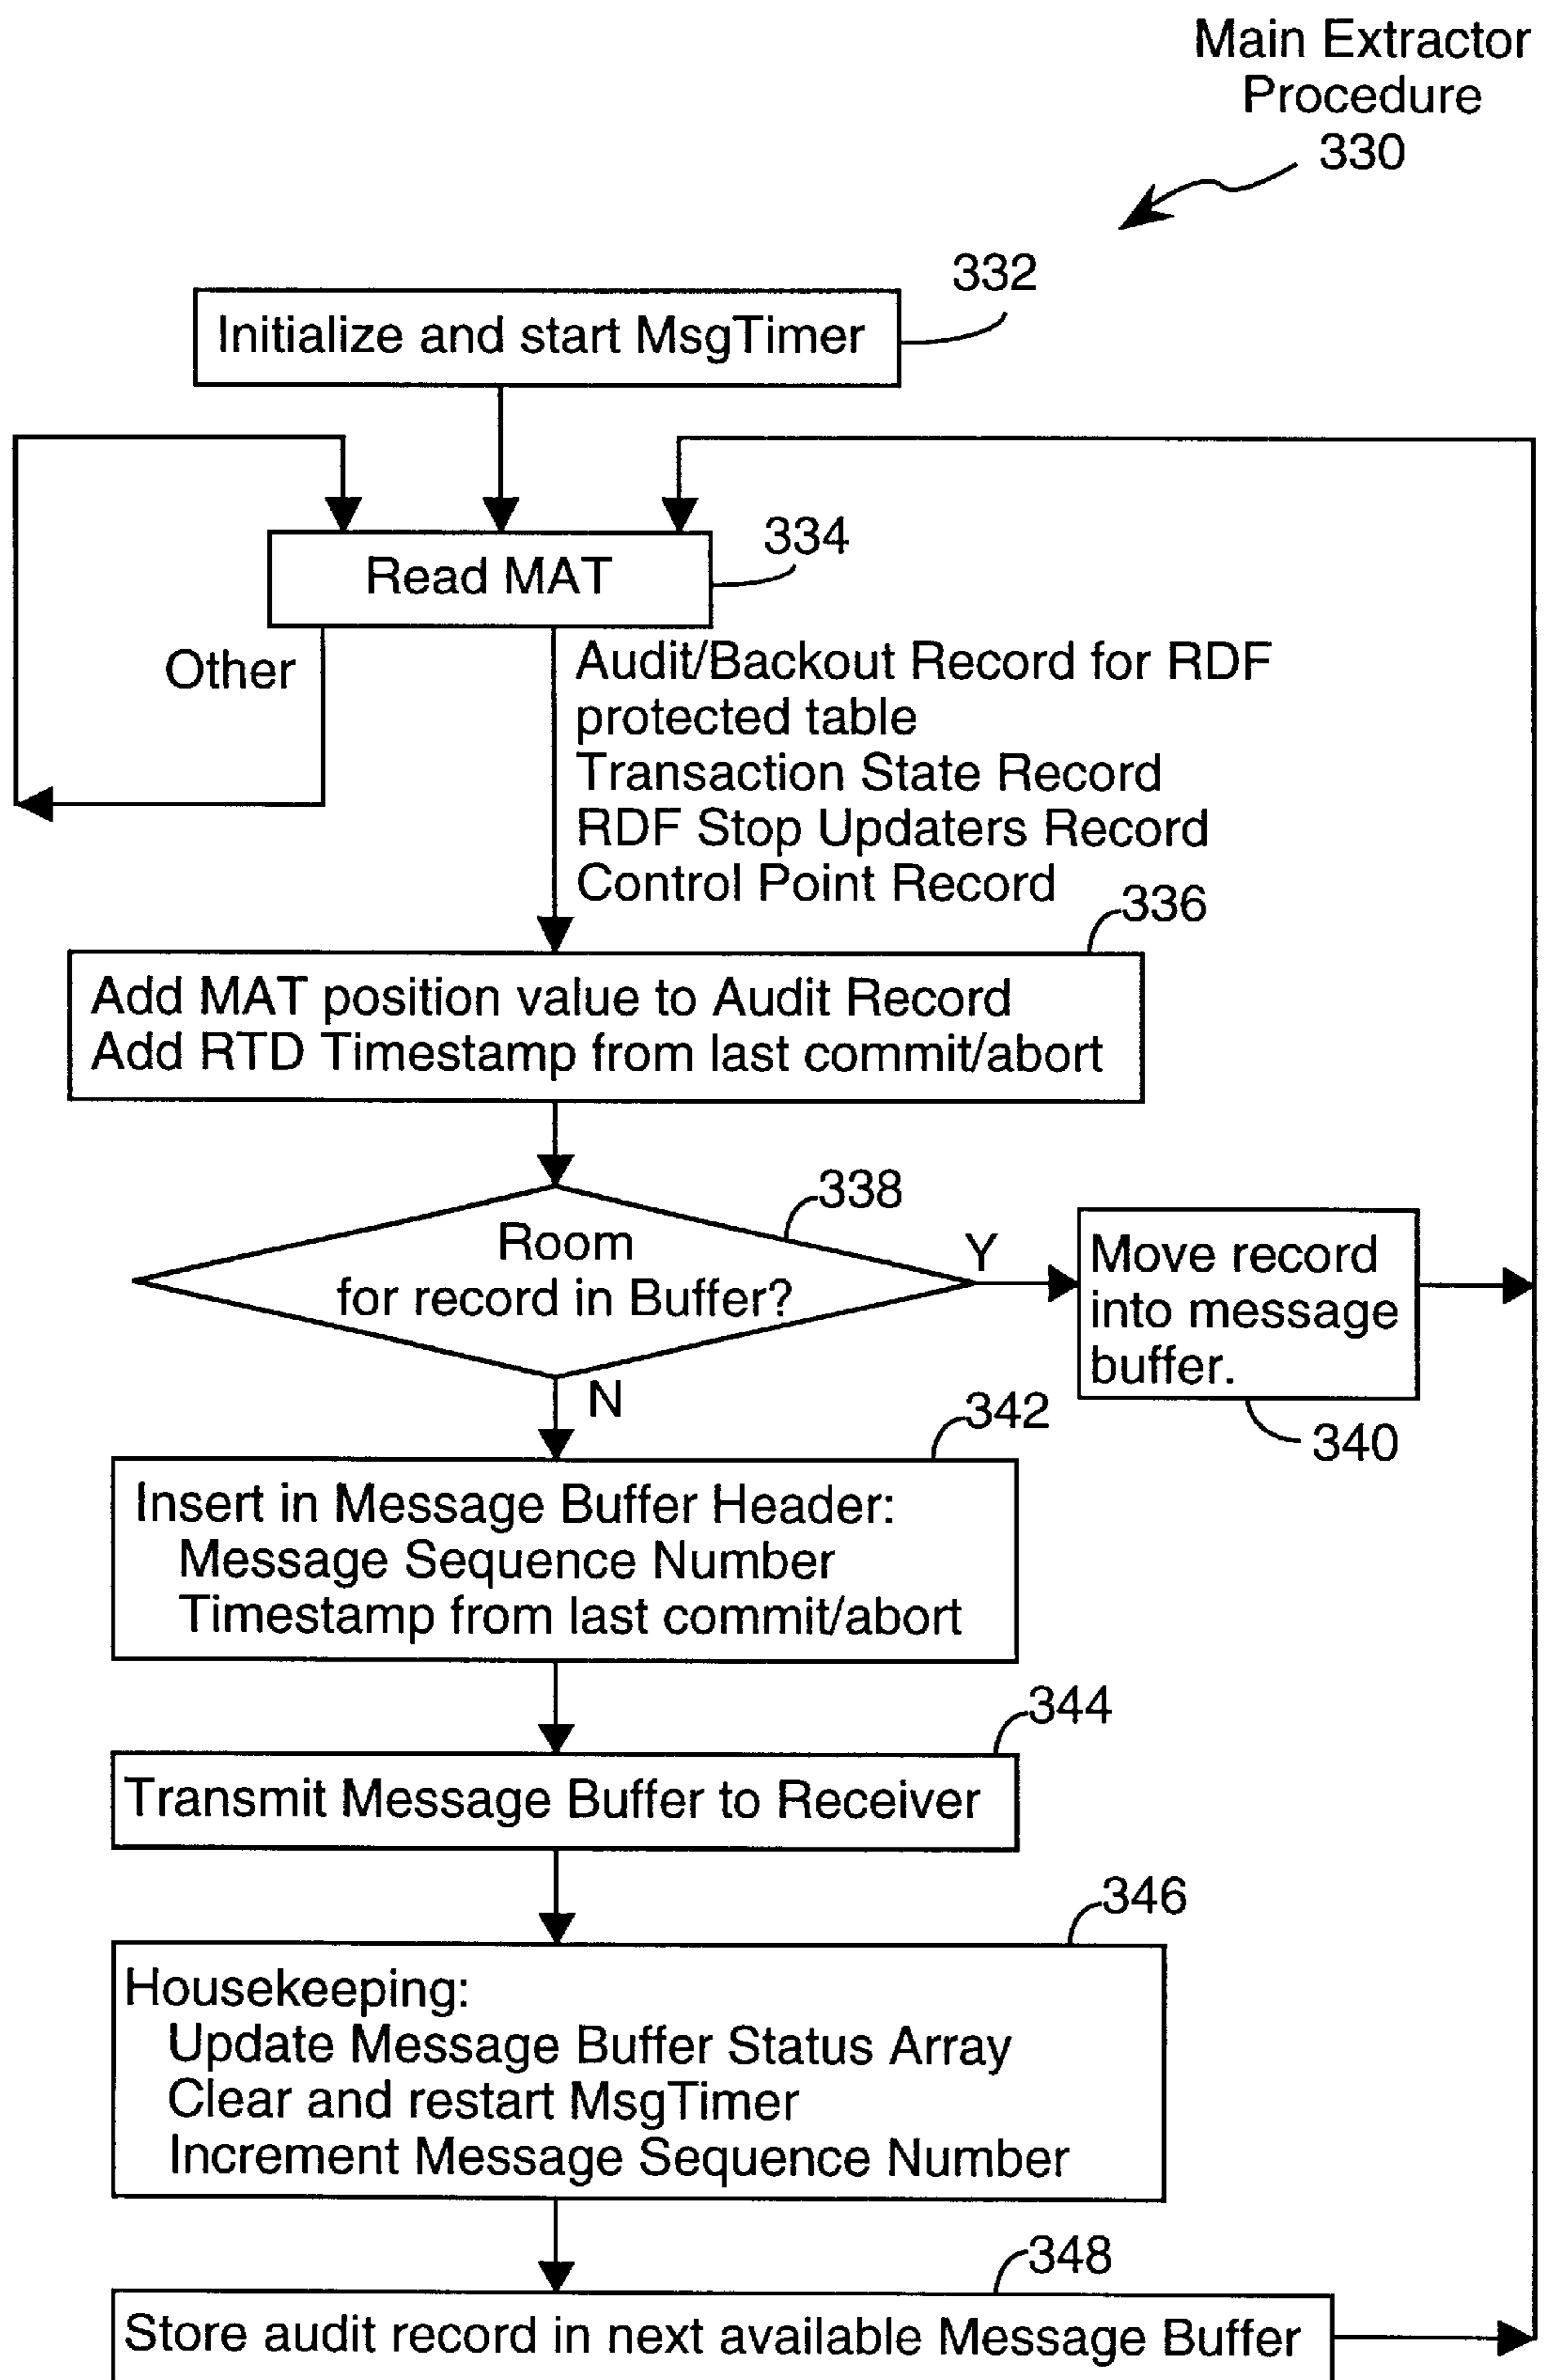 Main Extractor
Procedure
330
332
Initialize and start MsgTimer
334
Read MAT
Other
Audit/Backout Record for RDF
protected table
Transaction State Record
RDF Stop Updaters Record
Control Point Record
336
Add MAT position value to Audit Record
Add RTD Timestamp from last commit/abort
338
Room
for record in Buffer?
Y
Move record
into message
buffer.
340
N
342
Insert in Message Buffer Header:
Message Sequence Number
Timestamp from last commit/abort
344
Transmit Message Buffer to Receiver
346
Housekeeping:
Update Message Buffer Status Array
Clear and restart MsgTimer
Increment Message Sequence Number
348
Store audit record in next available Message Buffer